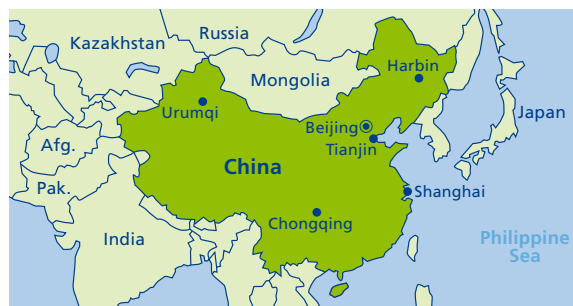 Russia
Kazakhstan
Mongolia
Harbin
Urumqi
Japan
Beijing
Tianjin
Afg.
China
Pak.
Shanghai
Chongqing
India
Philippine
Sea